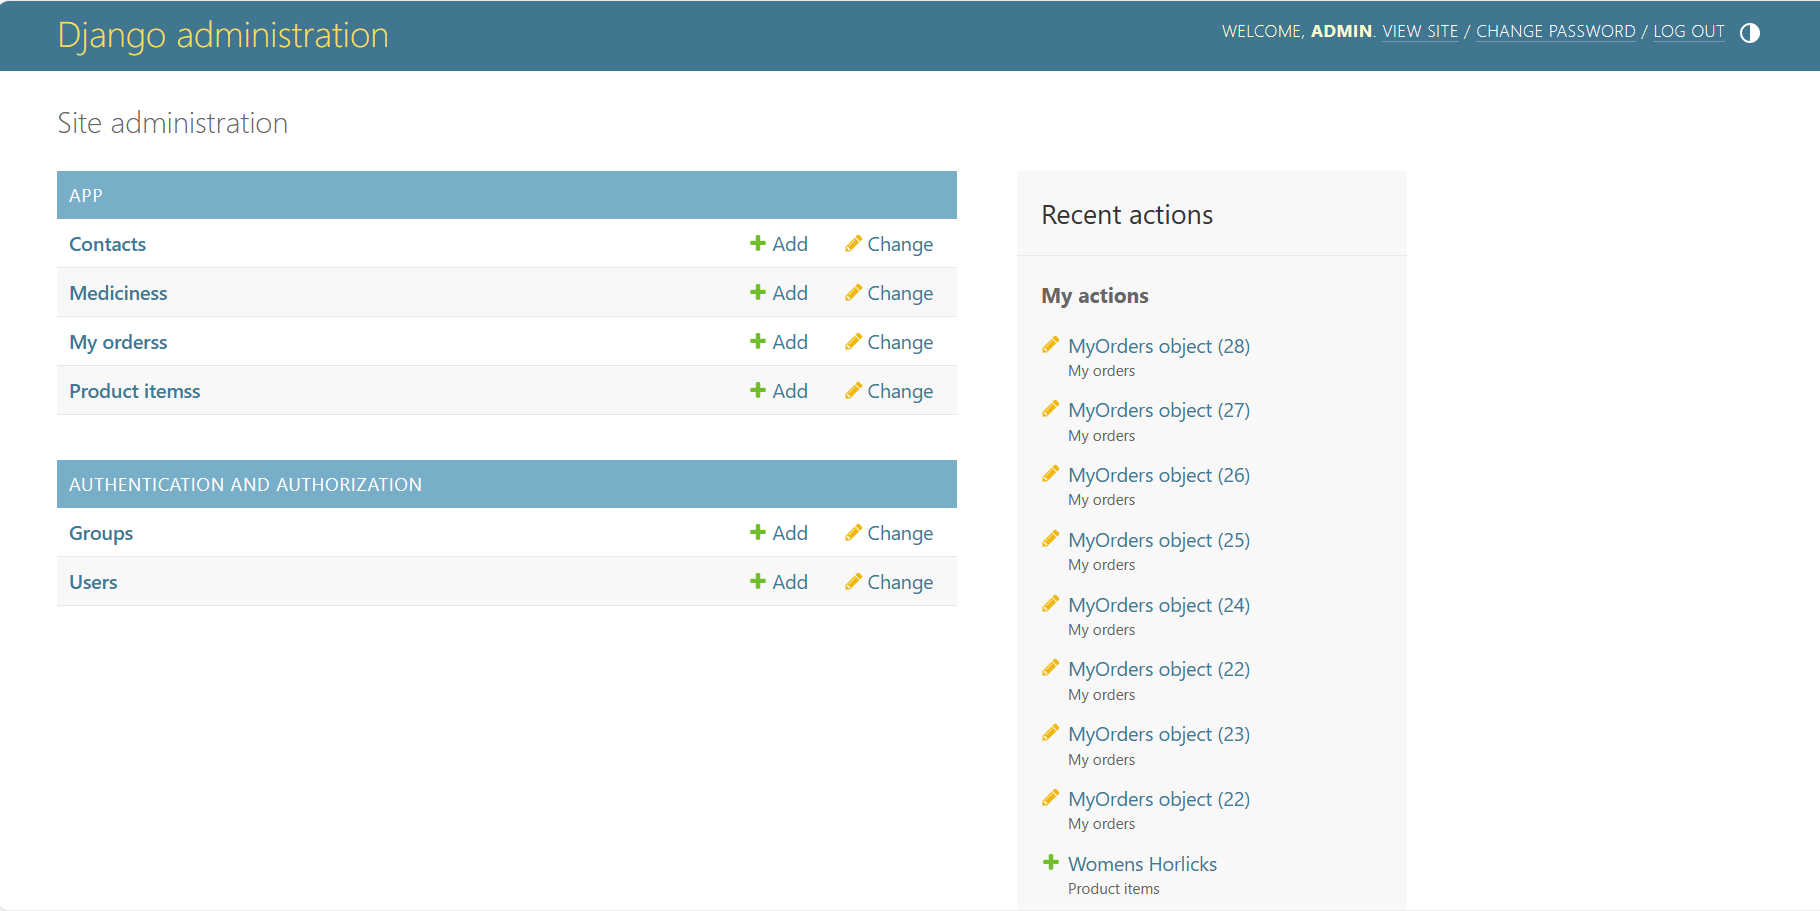 Django administration
WELCOME, ADMIN. VIEW SITE / CHANGE PASSWORD / LOG OUT
Site administration
APP
Contacts Add Change
Mediciness Add Change
My orderss Add Change
Product itemss Add Change
AUTHENTICATION AND AUTHORIZATION
Groups Add Change
Users Add Change
Recent actions
My actions
MyOrders object (28)
My orders
MyOrders object (27)
My orders
MyOrders object (26)
My orders
MyOrders object (25)
My orders
MyOrders object (24)
My orders
MyOrders object (22)
My orders
MyOrders object (23)
My orders
MyOrders object (22)
My orders
Womens Horlicks
Product items